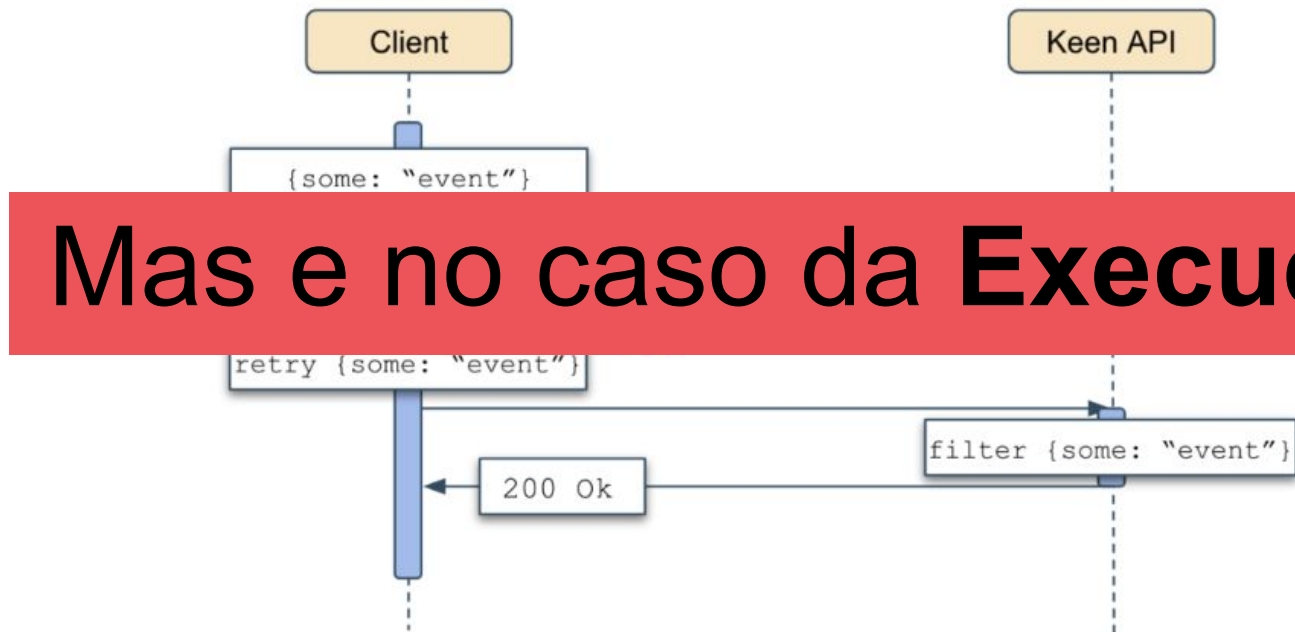 Client
Keen API
{some: “event”}
Mas e no caso da
retry {some: “event”}
filter {some: “event”}
200 Ok